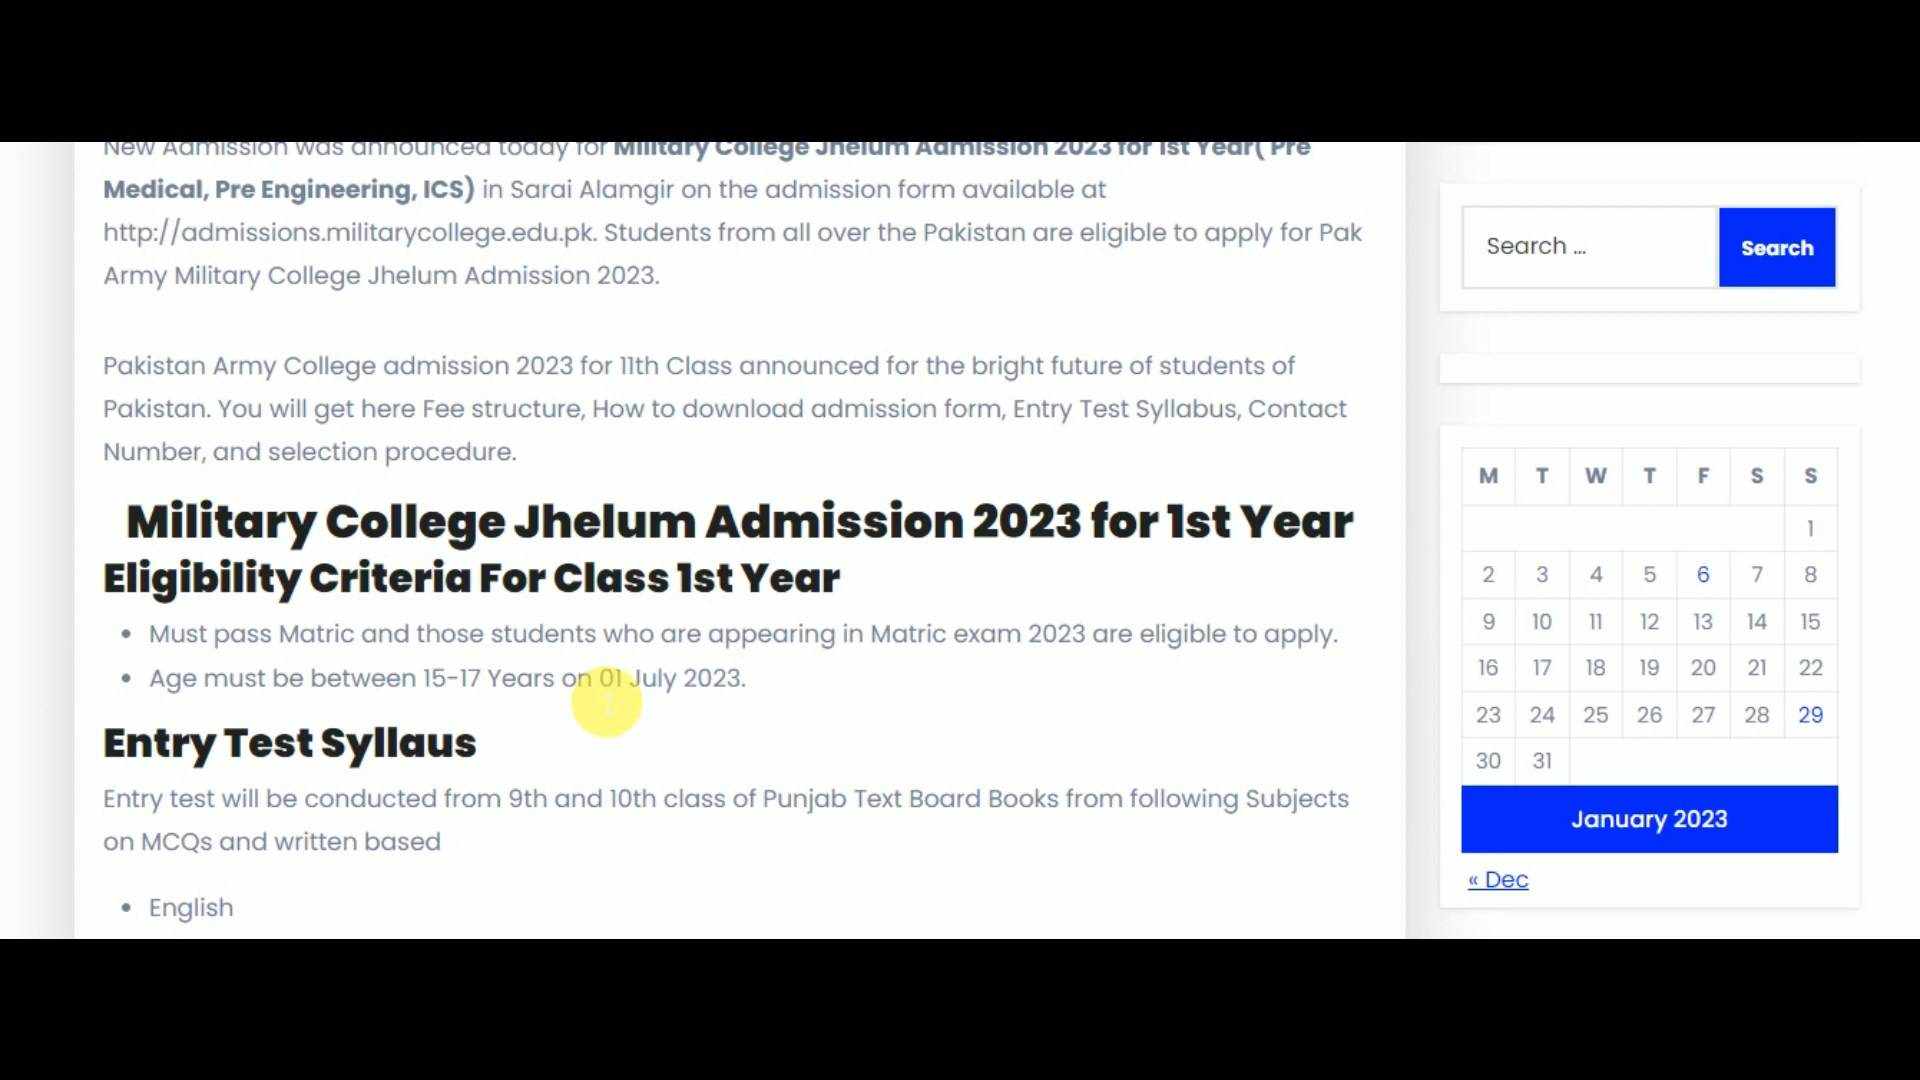 New Admission was announced today for Military College Jhelum Admission 2023 for 1st Year( Pre
Medical, Pre Engineering, ICS) in Sarai Alamgir on the admission form available at
http://admissions.militarycollege.edu.pk. Students from all over the Pakistan are eligible to apply for Pak
Army Military College Jhelum Admission 2023.
Pakistan Army College admission 2023 for 11th Class announced for the bright future of students of
Pakistan. You will get here Fee structure, How to download admission form, Entry Test Syllabus, Contact
Number, and selection procedure.
Military College Jhelum Admission 2023 for 1st Year
Eligibility Criteria For Class 1st Year
• Must pass Matric and those students who are appearing in Matric exam 2023 are eligible to apply.
• Age must be between 15-17 Years on 01 July 2023.
Entry Test Syllaus
Entry test will be conducted from 9th and 10th class of Punjab Text Board Books from following Subjects
on MCQs and written based
• English
Search ... Search
M T W T F S S
1
2 3 4 5 6 7 8
9 10 11 12 13 14 15
16 17 18 19 20 21 22
23 24 25 26 27 28 29
30 31
January 2023
« Dec